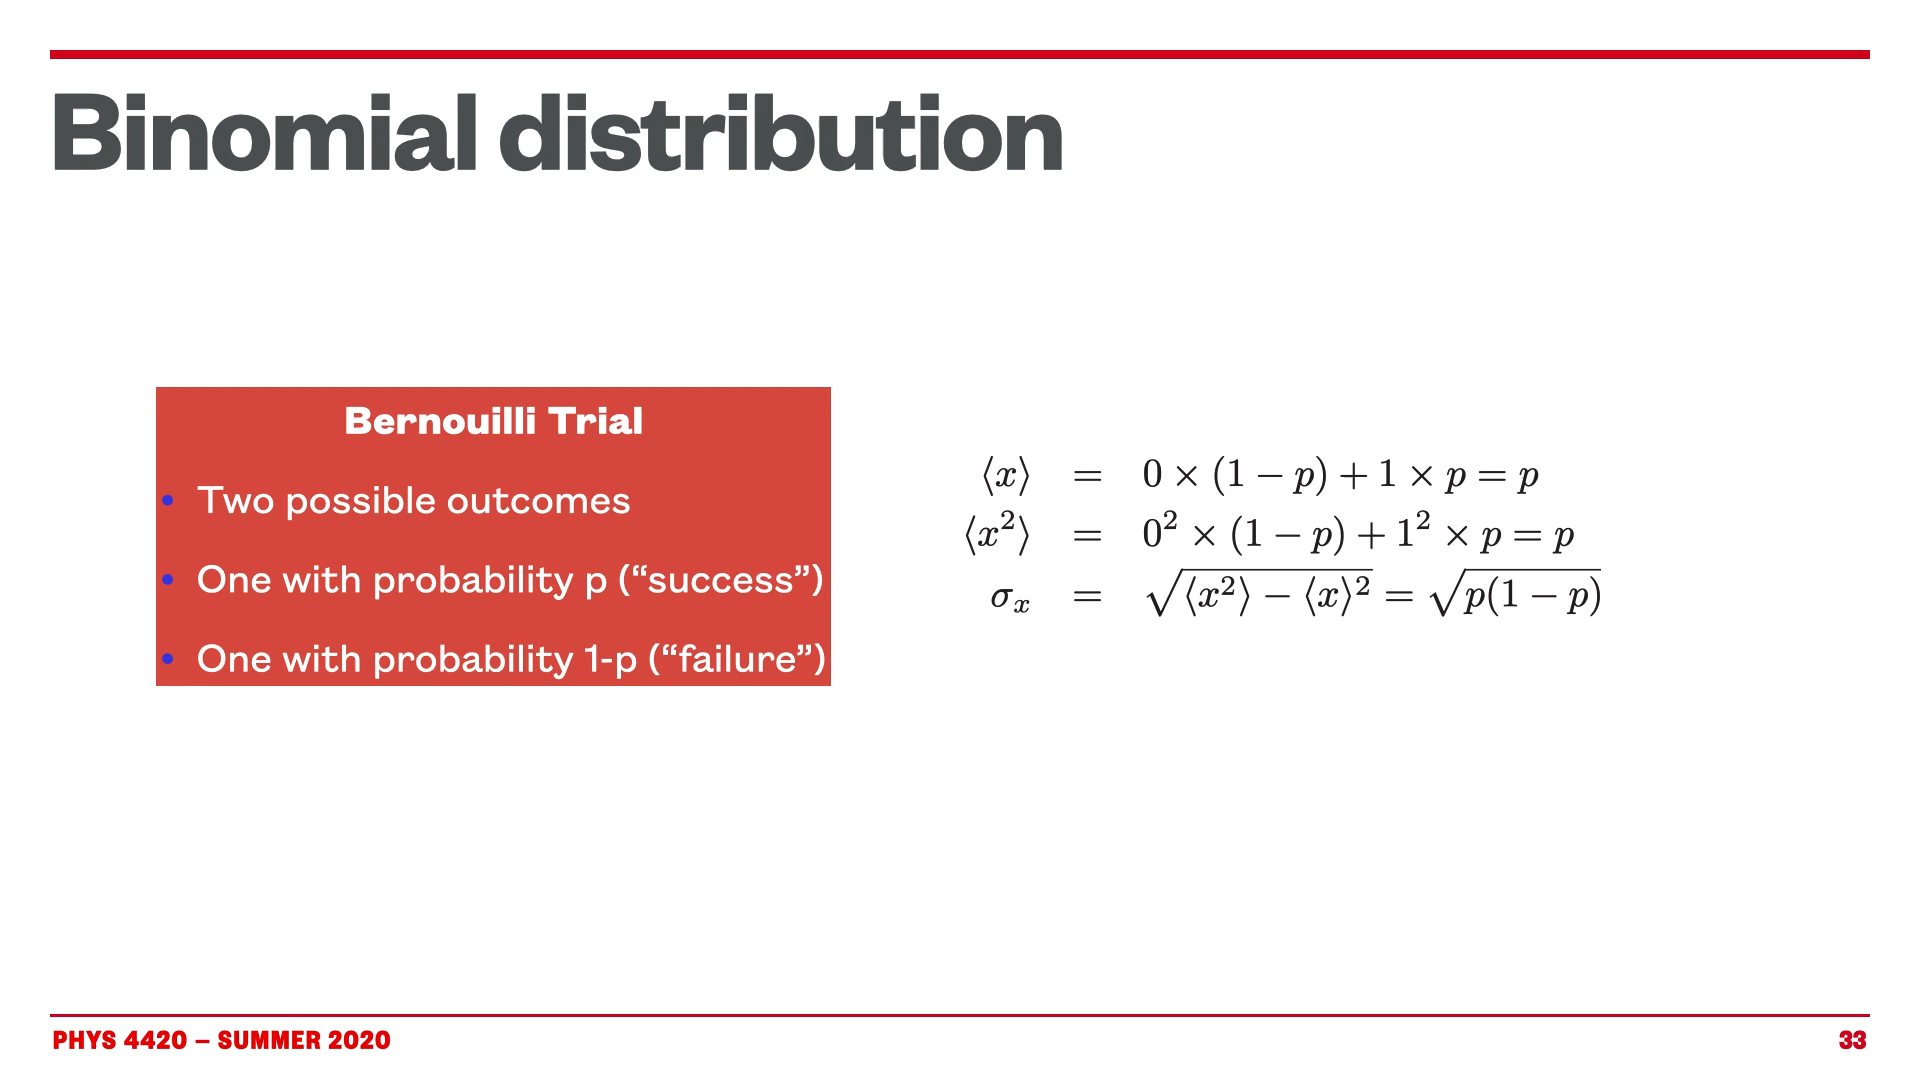 Binomial distribution
Bernouilli Trial
• Two possible outcomes
• One with probability p (“success”)
• One with probability 1-p (“failure”)
⟨x⟩ = 0 × (1 − p) + 1 × p = p
⟨x²⟩ = 0² × (1 − p) + 1² × p = p
σₓ = √(⟨x²⟩ − ⟨x⟩²) = √(p(1 − p))
PHYS 4420 – SUMMER 2020
33